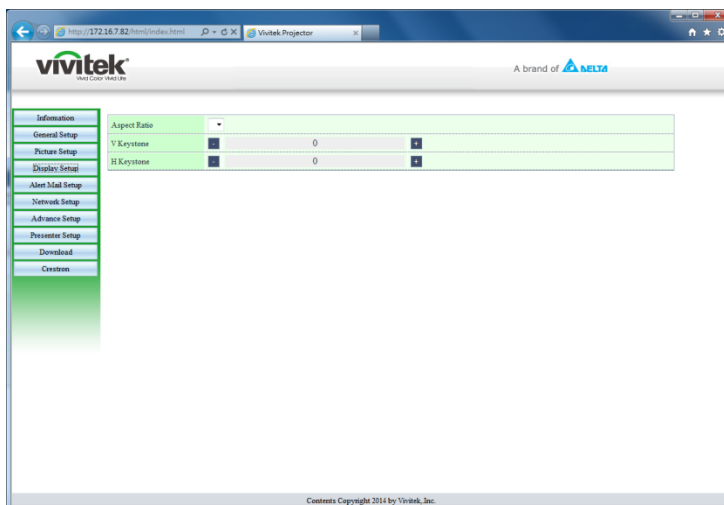 http://172.16.7.82/html/index.html
Vivitek Projector
vivitek
Vivid Color Vivid Life
A brand of DELTA
Information
General Setup
Picture Setup
Display Setup
Alert Mail Setup
Network Setup
Advance Setup
Presenter Setup
Download
Crestron
Aspect Ratio
V Keystone - 0 +
H Keystone - 0 +
Contents Copyright 2014 by Vivitek, Inc.